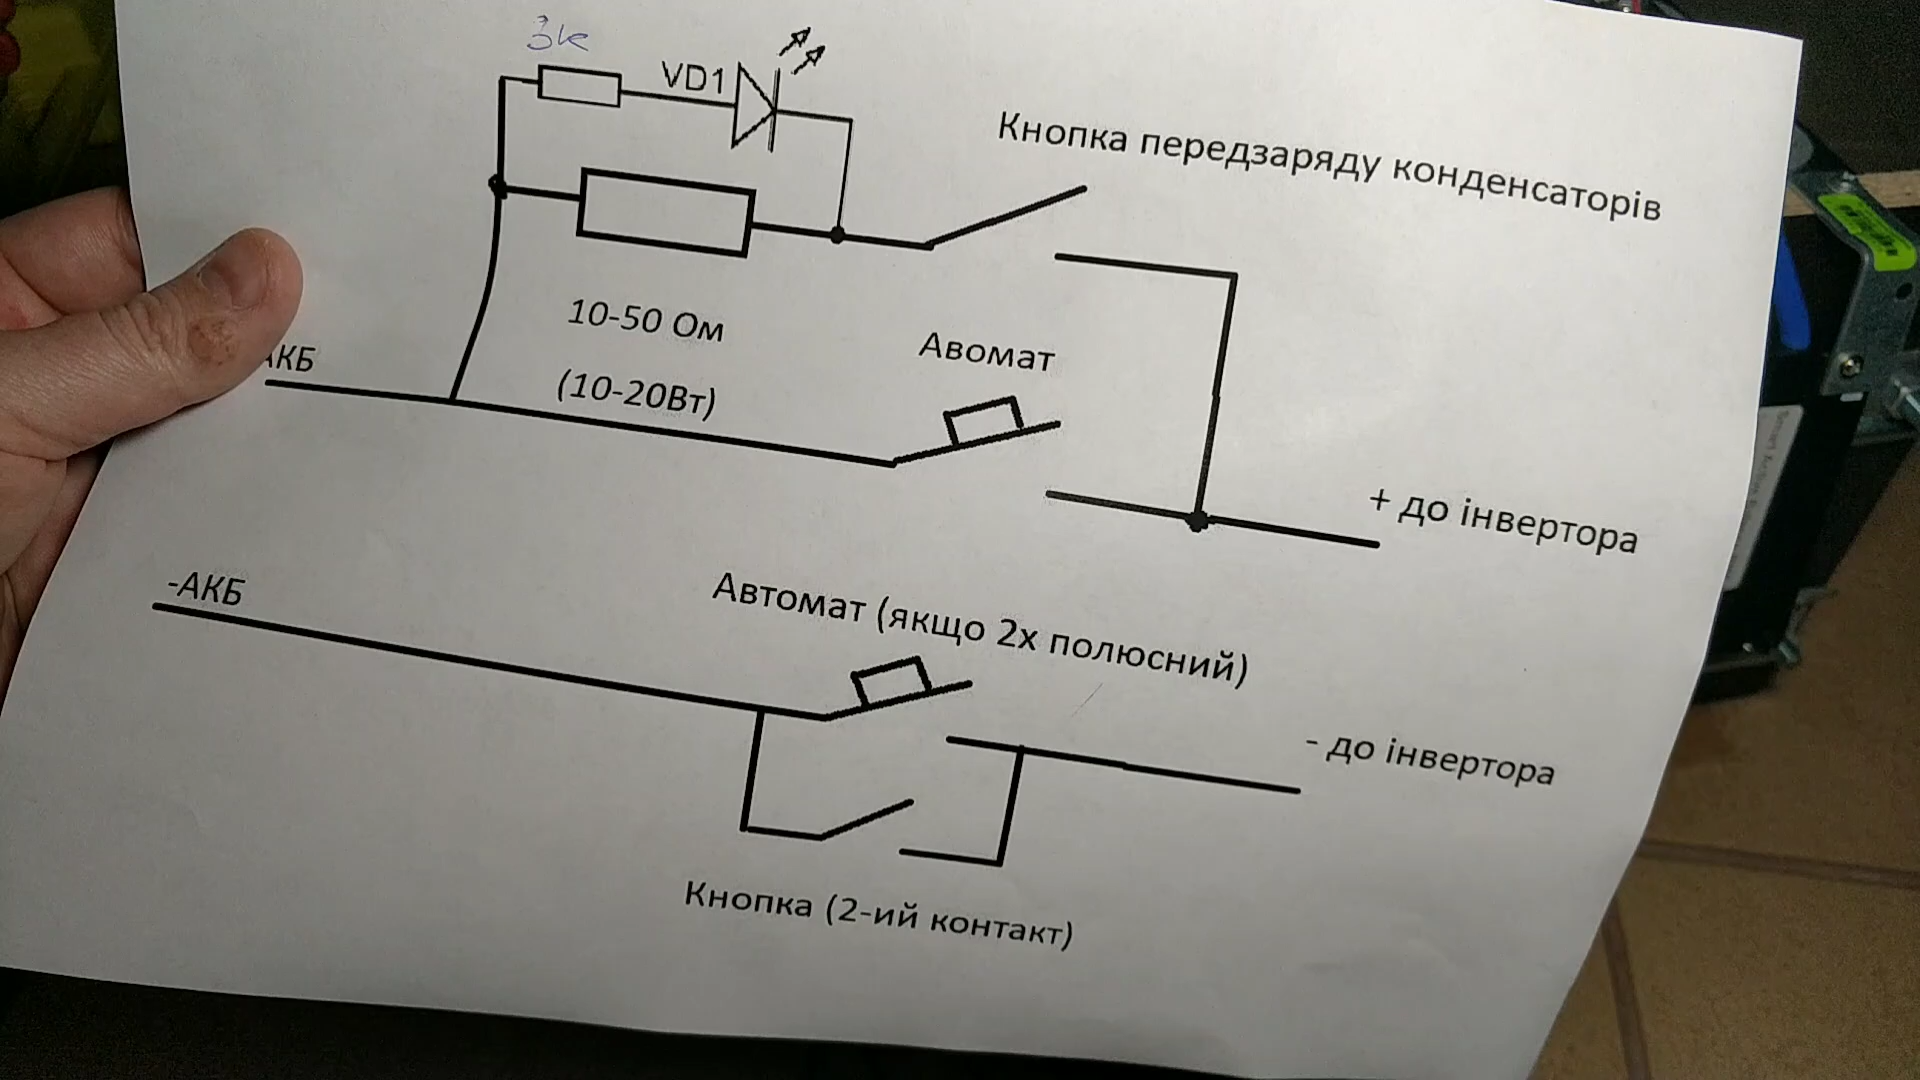 3к
VD1
Кнопка передзаряду конденсаторів
10-50 Ом
(10-20Вт)
Авомат
АКБ
+ до інвертора
-АКБ
Автомат (якщо 2х полюсний)
- до інвертора
Кнопка (2-ий контакт)